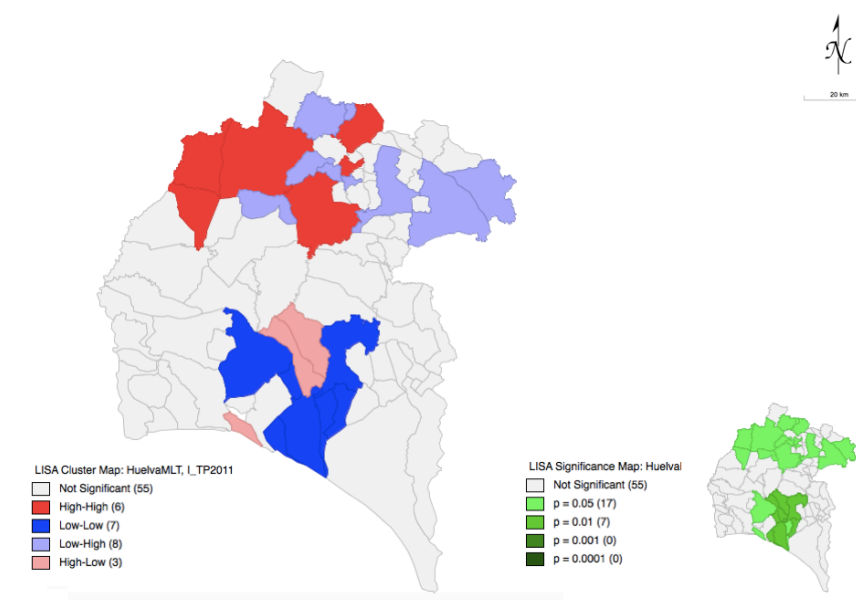 N
20 km
LISA Cluster Map: HuelvaMLT, I_TP2011
Not Significant (55)
High-High (6)
Low-Low (7)
Low-High (8)
High-Low (3)
LISA Significance Map: Huelval
Not Significant (55)
p = 0.05 (17)
p = 0.01 (7)
p = 0.001 (0)
p = 0.0001 (0)